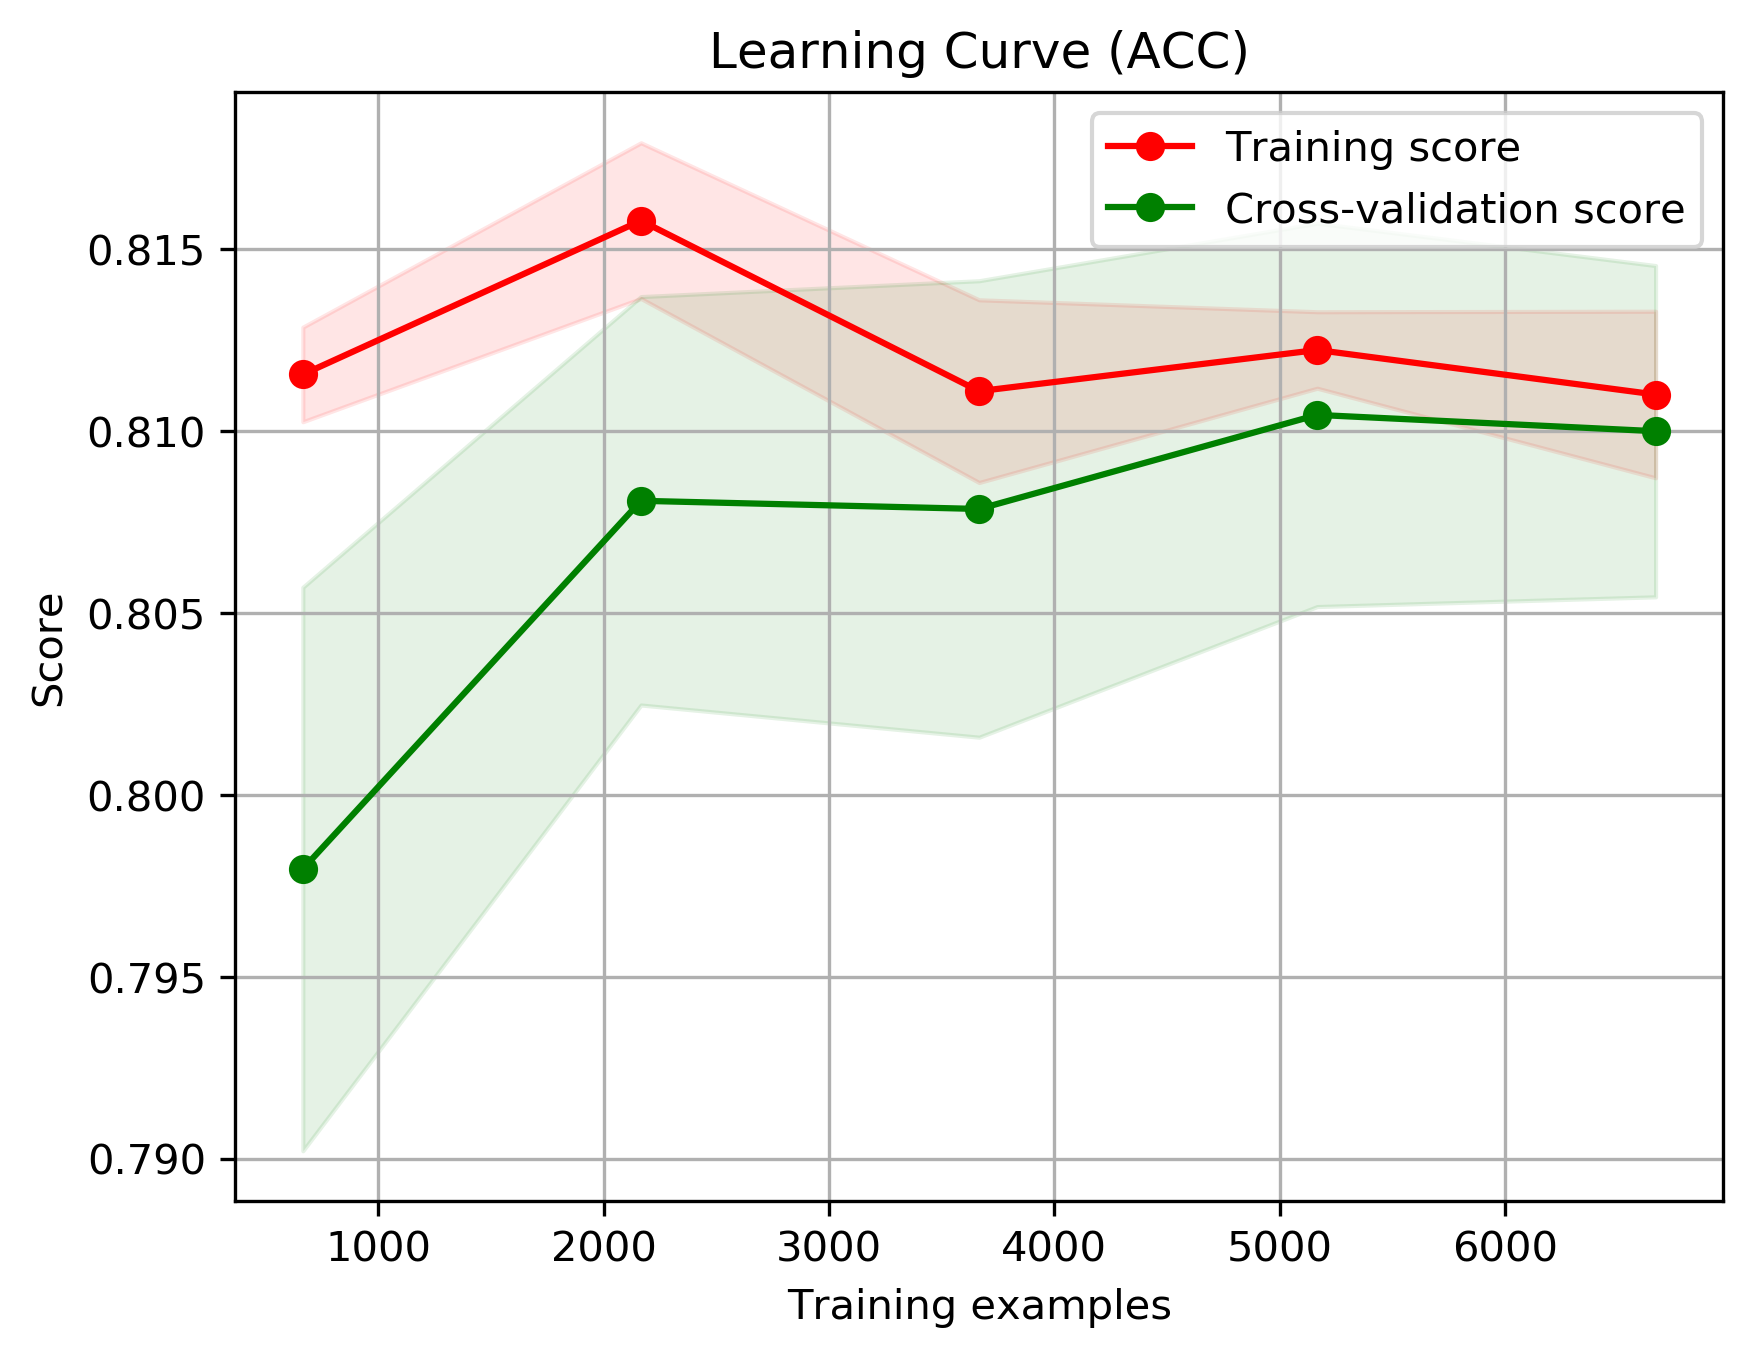 Learning Curve (ACC)
Training score
Cross-validation score
0.815
0.810
0.805
0.800
0.795
0.790
Score
1000 2000 3000 4000 5000 6000
Training examples